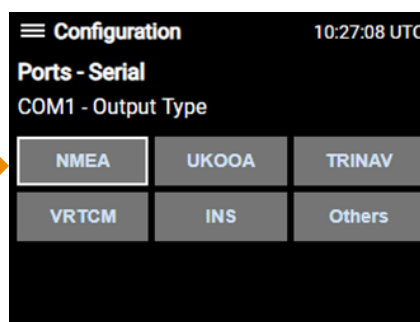 Configuration 10:27:08 UTC
Ports - Serial
COM1 - Output Type
NMEA UKOOA TRINAV
VRTCM INS Others